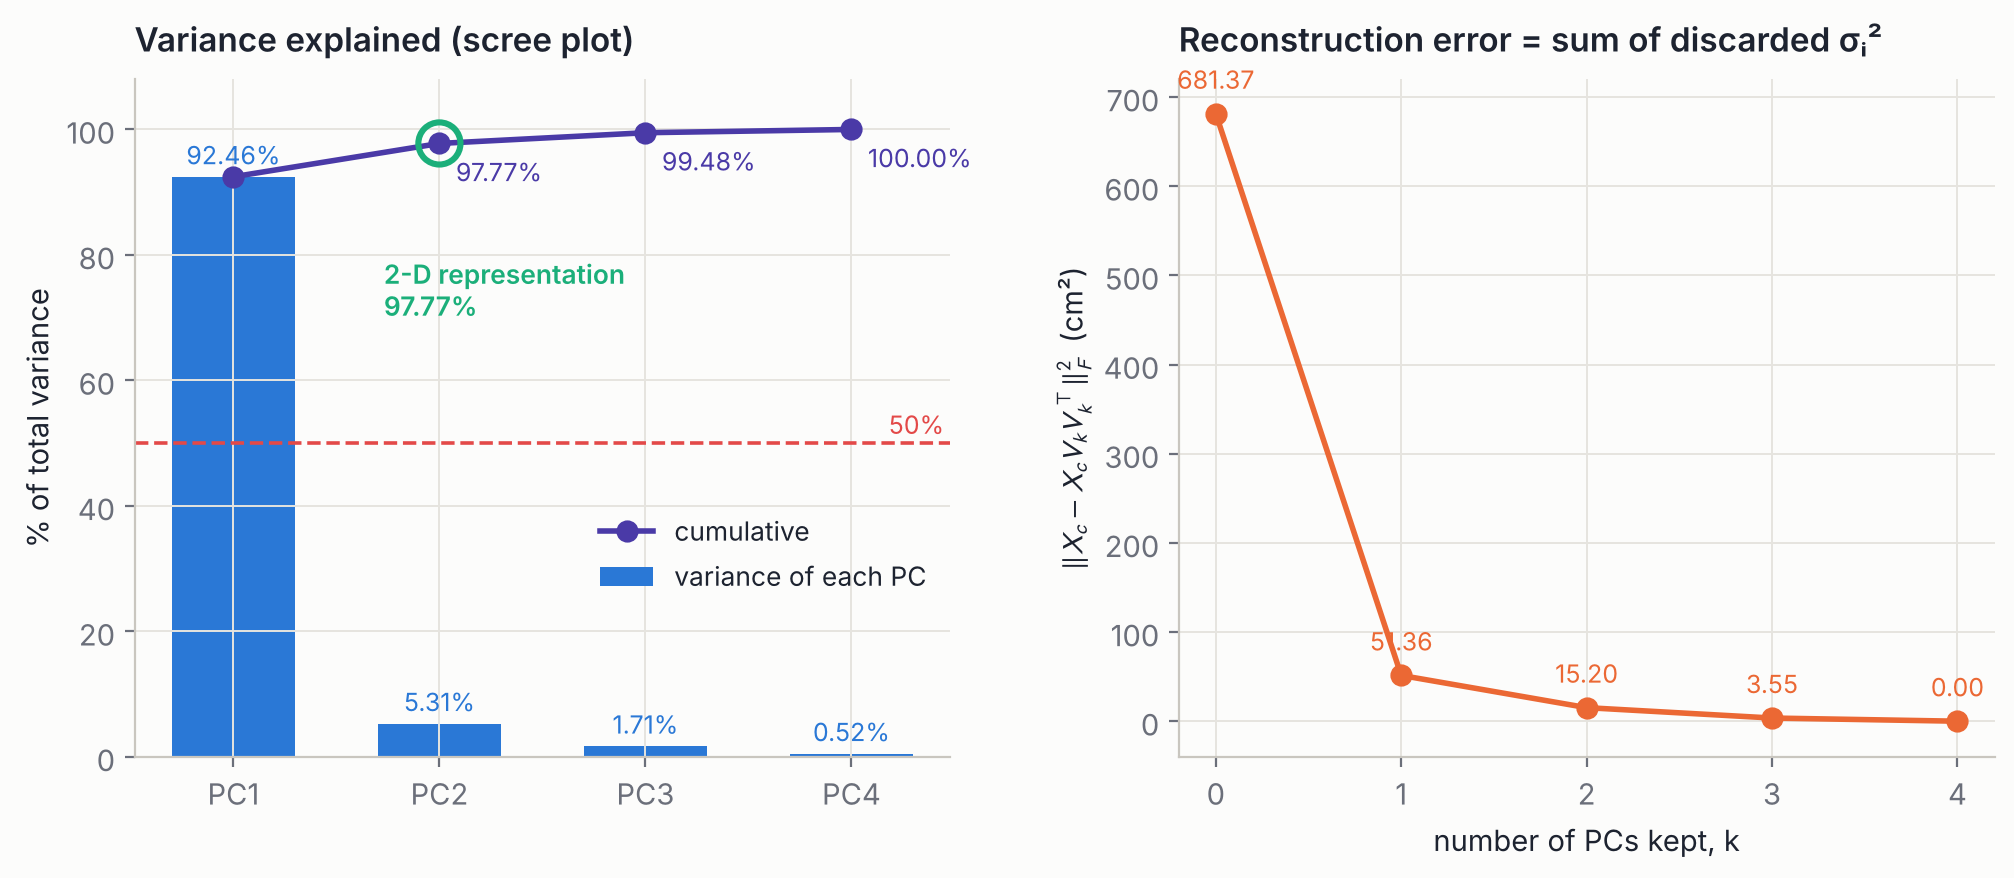 Variance explained (scree plot)
% of total variance
100
80
60
40
20
0
92.46%
97.77%
99.48%
100.00%
2-D representation
97.77%
50%
cumulative
variance of each PC
5.31%
1.71%
0.52%
PC1 PC2 PC3 PC4
Reconstruction error = sum of discarded σᵢ²
||X_c − X_c V_k V_k^⊤||_F^2 (cm²)
700
600
500
400
300
200
100
0
681.37
51.36
15.20
3.55
0.00
0 1 2 3 4
number of PCs kept, k